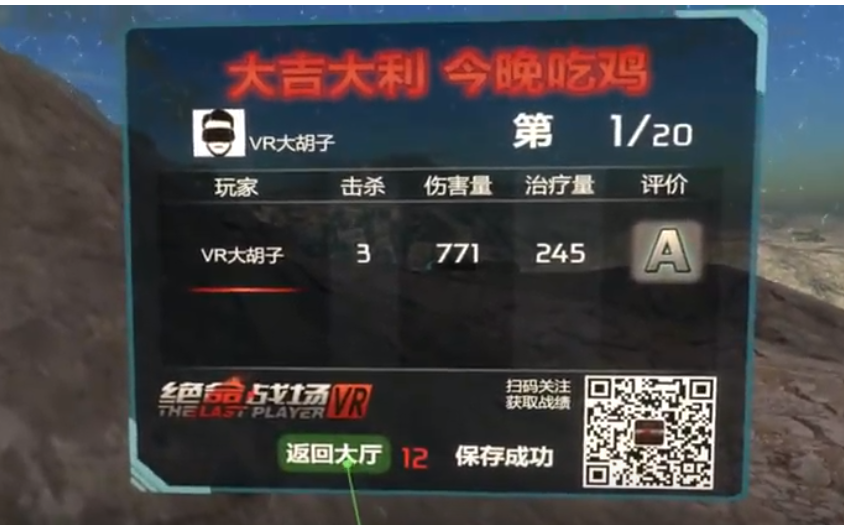 大吉大利 今晚吃鸡
VR大胡子
第 1/20
玩家 击杀 伤害量 治疗量 评价
VR大胡子 3 771 245 A
绝命战场VR
THE LAST PLAYER
扫码关注
获取战绩
返回大厅 12 保存成功